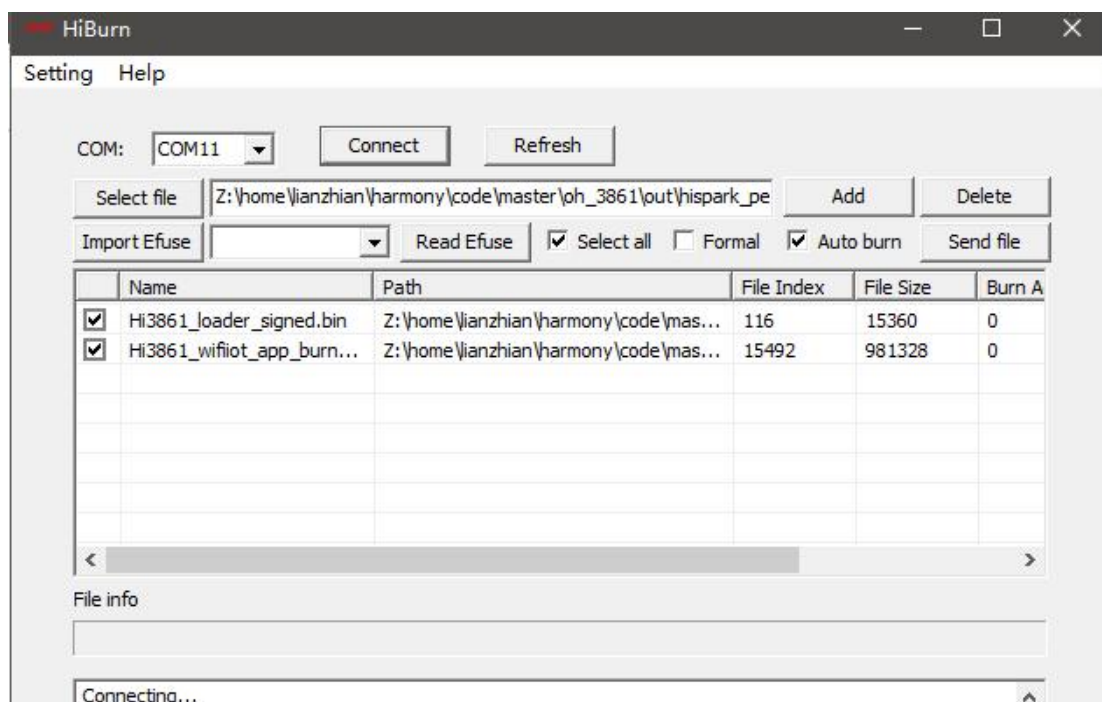 HiBurn
Setting Help
COM: COM11 Connect Refresh
Select file Z:\home\lianzhian\harmony\code\master\oh_3861\out\hispark_pe Add Delete
Import Efuse Read Efuse Select all Formal Auto burn Send file
Name Path File Index File Size Burn A
Hi3861_loader_signed.bin Z:\home\lianzhian\harmony\code\mas... 116 15360 0
Hi3861_wifiiot_app_burn... Z:\home\lianzhian\harmony\code\mas... 15492 981328 0
File info
Connecting...